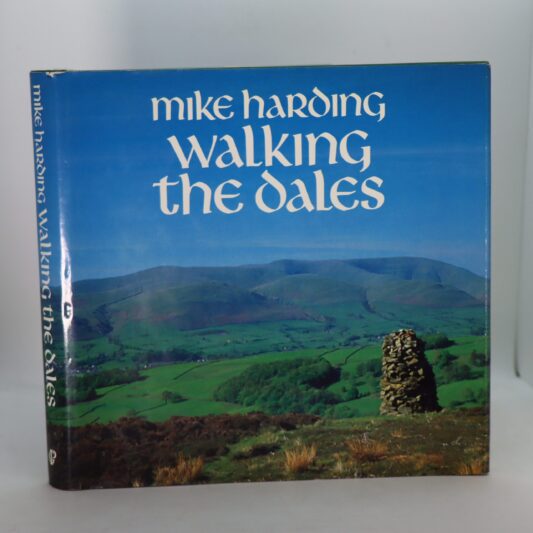 mike harding
walking
the dales
mike harding walking the dales